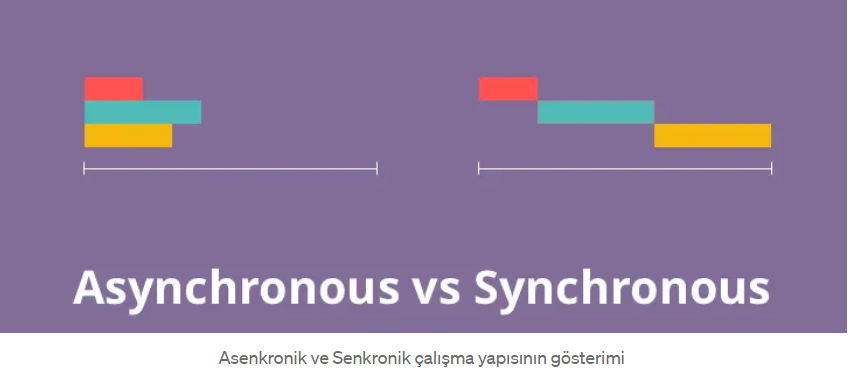 Asynchronous vs Synchronous
Asenkronik ve Senkronik çalışma yapısının gösterimi